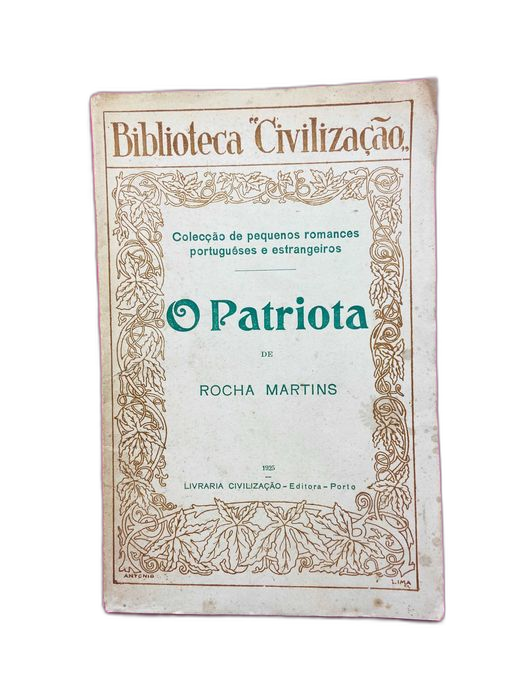 Biblioteca "Civilização"
Colecção de pequenos romances
portuguêses e estrangeiros
O Patriota
DE
ROCHA MARTINS
1925
LIVRARIA CIVILIZAÇÃO - Editora - Porto
ANTONIO LIMA